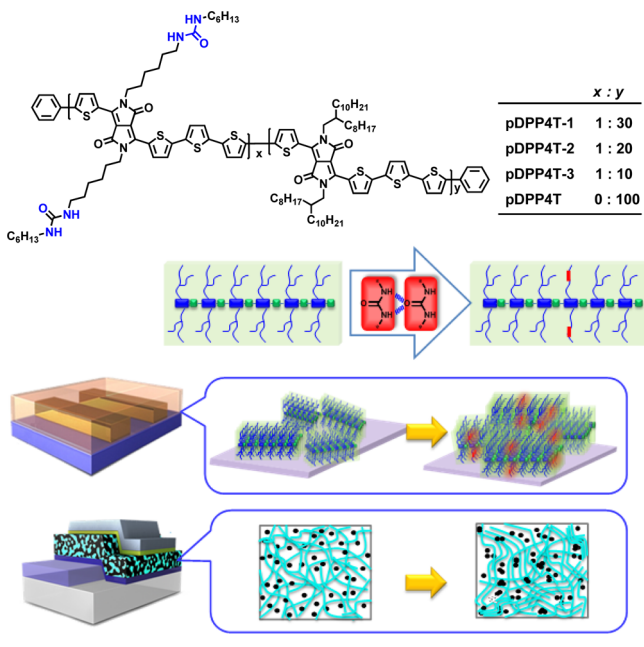 HN-C6H13
HN
O
S
N
O
S
S
S
x
O
N
C6H13-NH
NH
O
C10H21
C8H17
S
N
O
S
S
S
y
O
N
C8H17
C10H21
x : y
pDPP4T-1 1 : 30
pDPP4T-2 1 : 20
pDPP4T-3 1 : 10
pDPP4T 0 : 100
NH NH
O O
NH NH